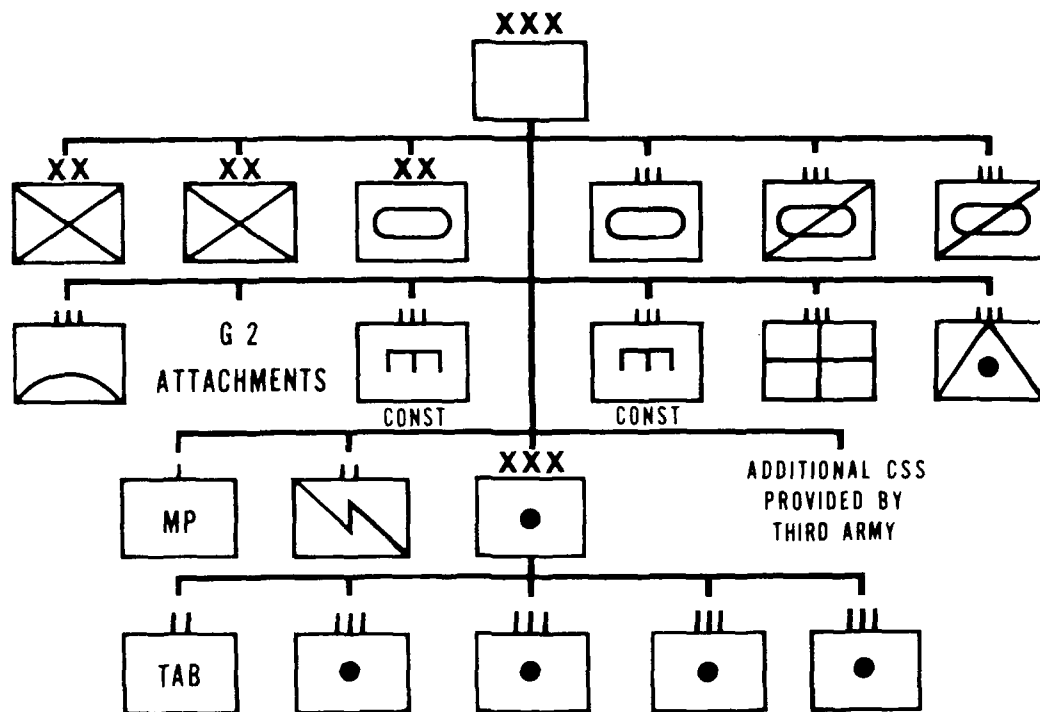 XXX
XX XX XX III III III
III G 2 III III III III
ATTACHMENTS
CONST CONST
I II XXX ADDITIONAL CSS
MP PROVIDED BY
THIRD ARMY
II III III III III
TAB